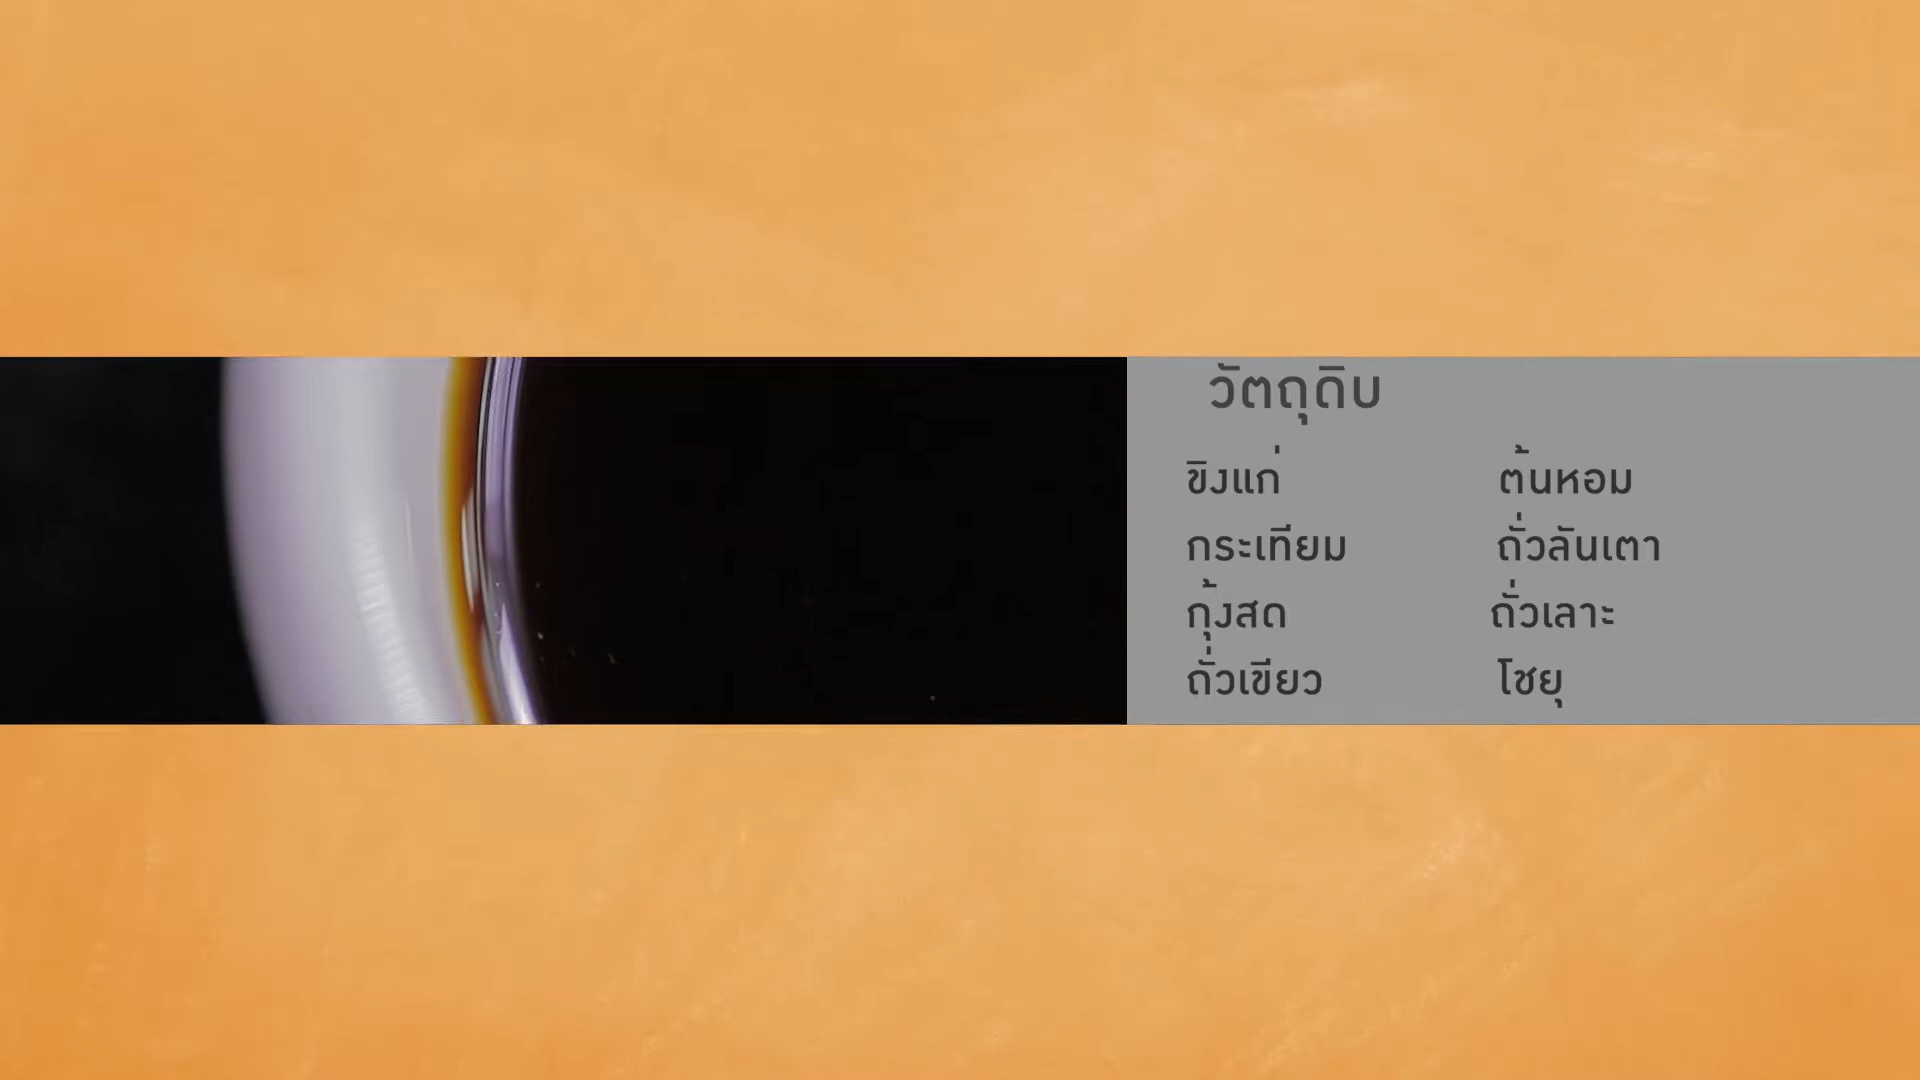 วัตถุดิบ
ขิงแก่
กระเทียม
กุ้งสด
ถั่วเขียว
ต้นหอม
ถั่วลันเตา
ถั่วเลาะ
โชยุ